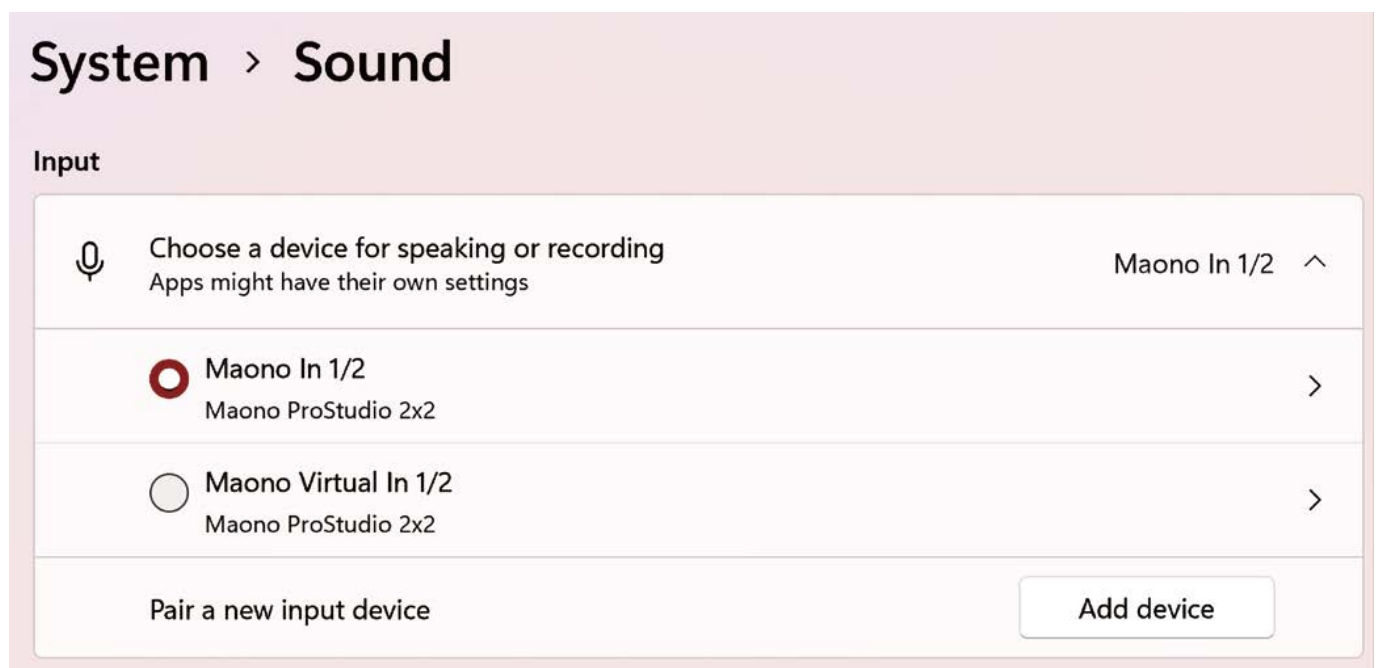 System > Sound
Input
Choose a device for speaking or recording
Apps might have their own settings
Maono In 1/2
Maono In 1/2
Maono ProStudio 2x2
Maono Virtual In 1/2
Maono ProStudio 2x2
Pair a new input device
Add device